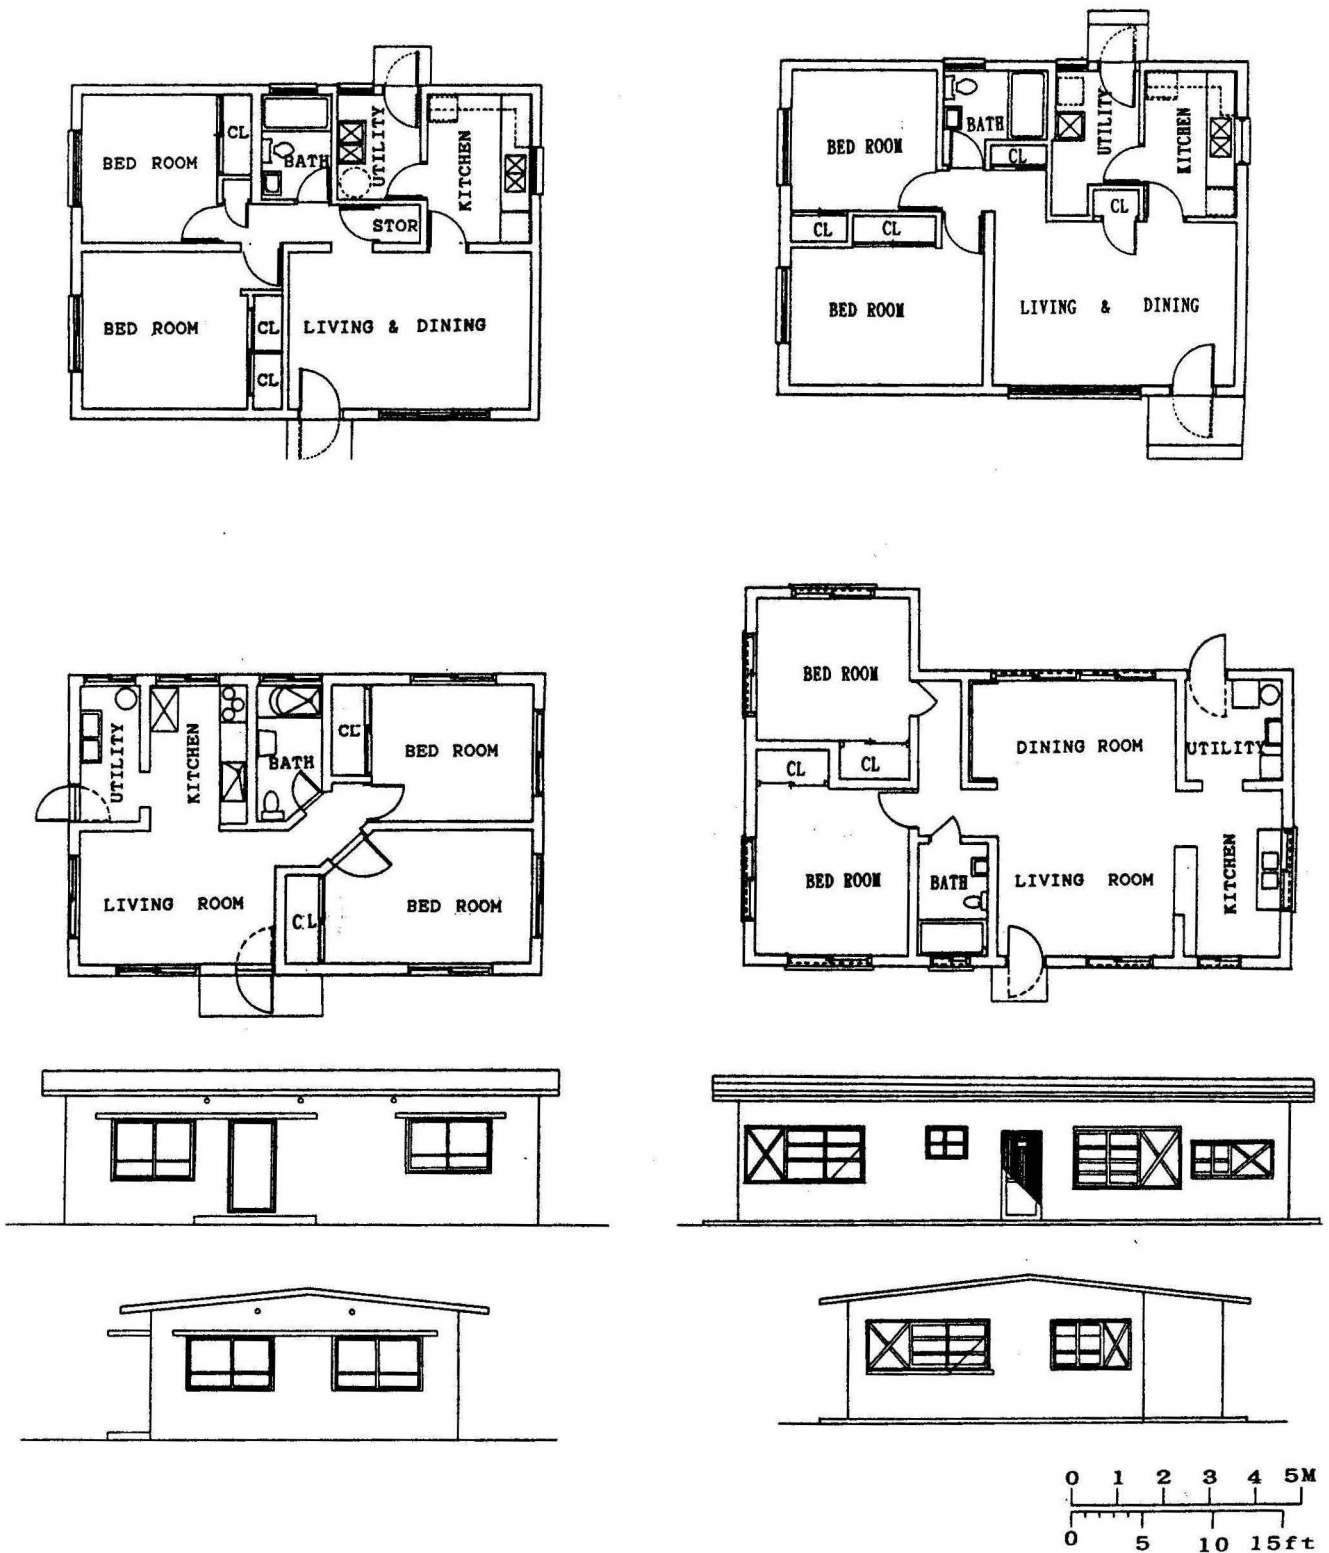 CL
BED ROOM
BATH
UTILITY
KITCHEN
STOR
BED ROOM
CL
LIVING & DINING
CL
BED ROOM
BATH
UTILITY
KITCHEN
CL
CL
CL
CL
BED ROOM
LIVING & DINING
UTILITY
KITCHEN
BATH
CL
BED ROOM
LIVING ROOM
CL
BED ROOM
BED ROOM
CL
CL
DINING ROOM
UTILITY
BED ROOM
BATH
LIVING ROOM
KITCHEN
0 1 2 3 4 5M
0 5 10 15ft